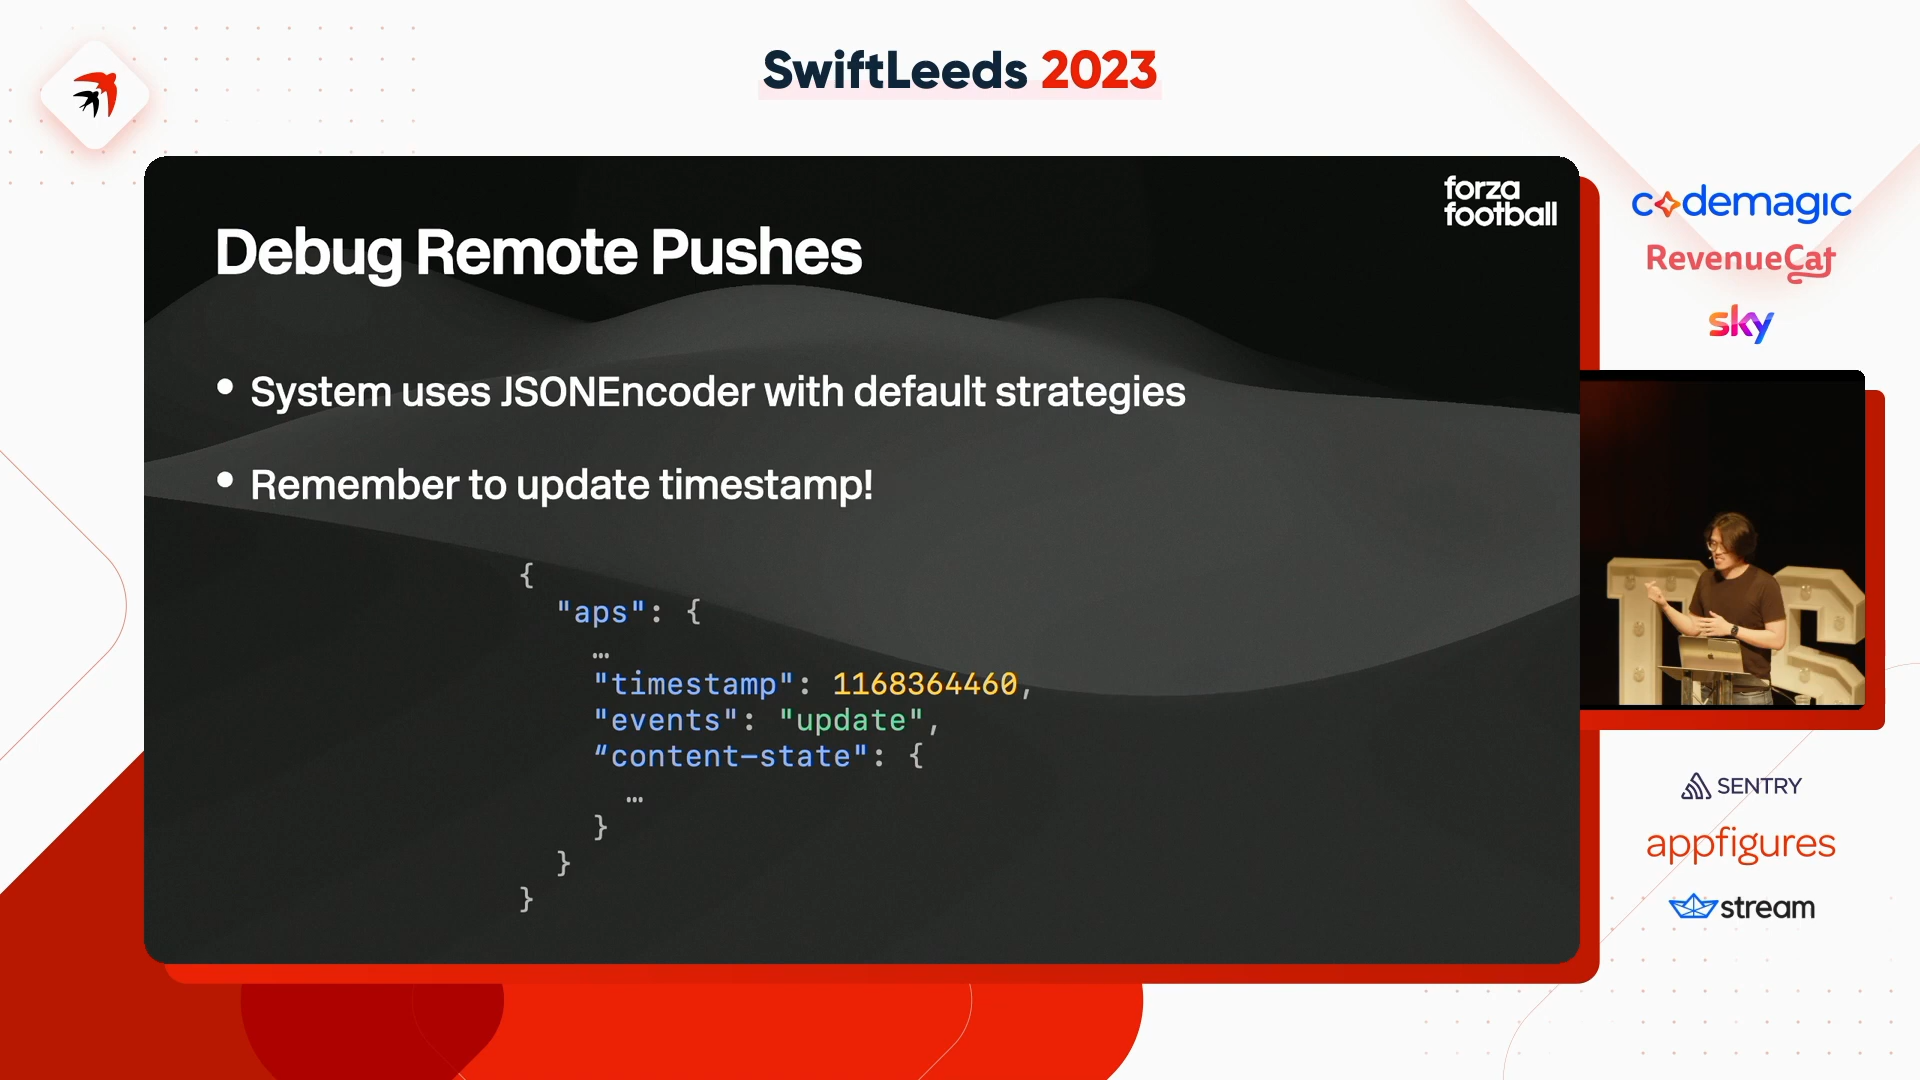 SwiftLeeds 2023
forza
football
Debug Remote Pushes
• System uses JSONEncoder with default strategies
• Remember to update timestamp!
{
"aps": {
…
"timestamp": 1168364460,
"events": "update",
“content-state": {
…
}
}
}
codemagic
RevenueCat
sky
SENTRY
appfigures
stream